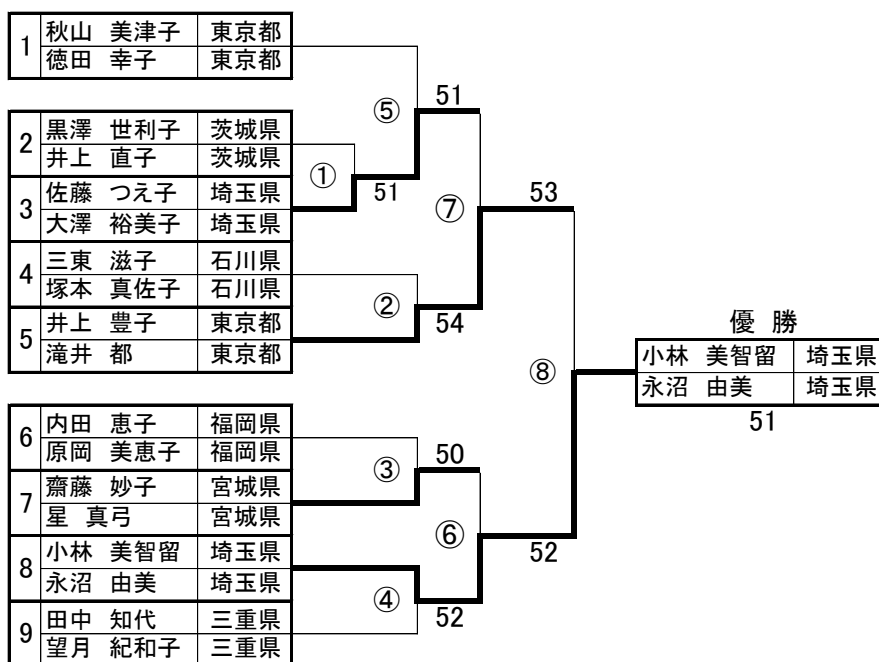 1 秋山 美津子 東京都
徳田 幸子 東京都
51
⑤
2 黒澤 世利子 茨城県
井上 直子 茨城県
①
51
3 佐藤 つえ子 埼玉県
大澤 裕美子 埼玉県
⑦
53
4 三東 滋子 石川県
塚本 真佐子 石川県
②
54
5 井上 豊子 東京都
滝井 都 東京都
優 勝
小林 美智留 埼玉県
永沼 由美 埼玉県
51
⑧
6 内田 恵子 福岡県
原岡 美恵子 福岡県
③
50
7 齋藤 妙子 宮城県
星 真弓 宮城県
⑥
52
8 小林 美智留 埼玉県
永沼 由美 埼玉県
④
52
9 田中 知代 三重県
望月 紀和子 三重県